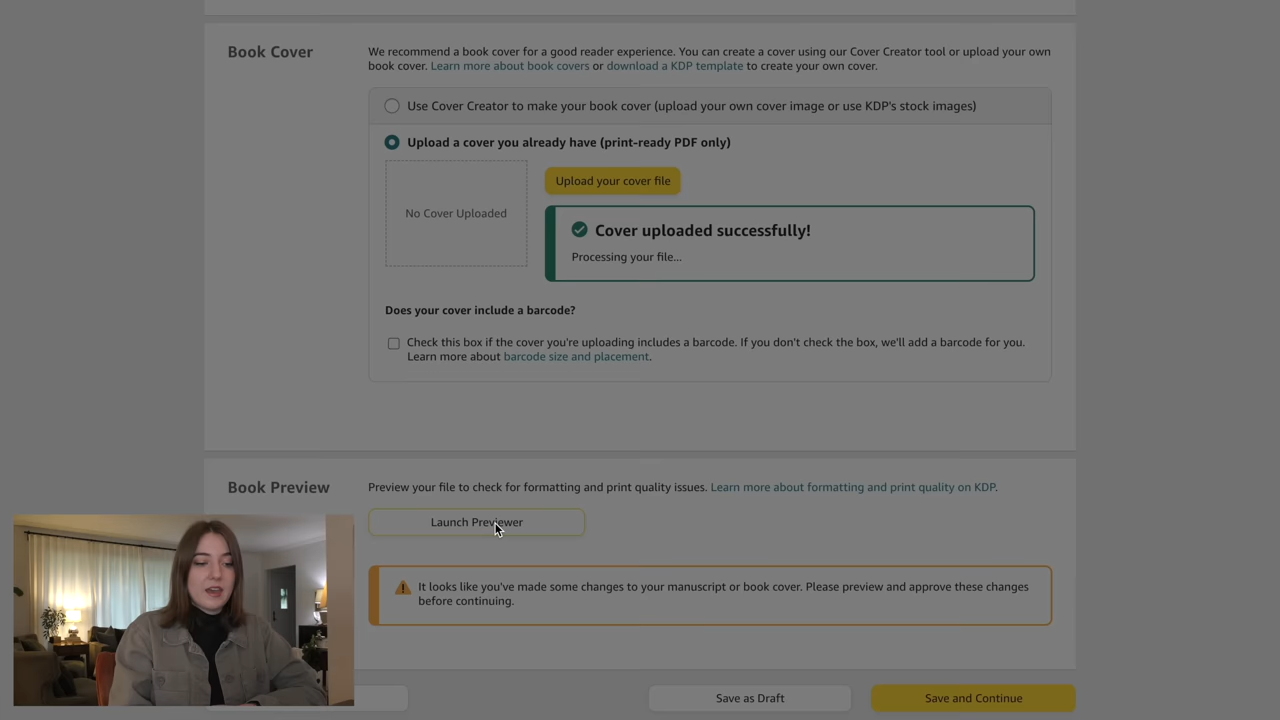 Book Cover
We recommend a book cover for a good reader experience. You can create a cover using our Cover Creator tool or upload your own
book cover. Learn more about book covers or download a KDP template to create your own cover.
Use Cover Creator to make your book cover (upload your own cover image or use KDP's stock images)
Upload a cover you already have (print-ready PDF only)
No Cover Uploaded
Upload your cover file
Cover uploaded successfully!
Processing your file...
Does your cover include a barcode?
Check this box if the cover you're uploading includes a barcode. If you don't check the box, we'll add a barcode for you.
Learn more about barcode size and placement.
Book Preview
Preview your file to check for formatting and print quality issues. Learn more about formatting and print quality on KDP.
Launch Previewer
It looks like you've made some changes to your manuscript or book cover. Please preview and approve these changes
before continuing.
Save as Draft
Save and Continue